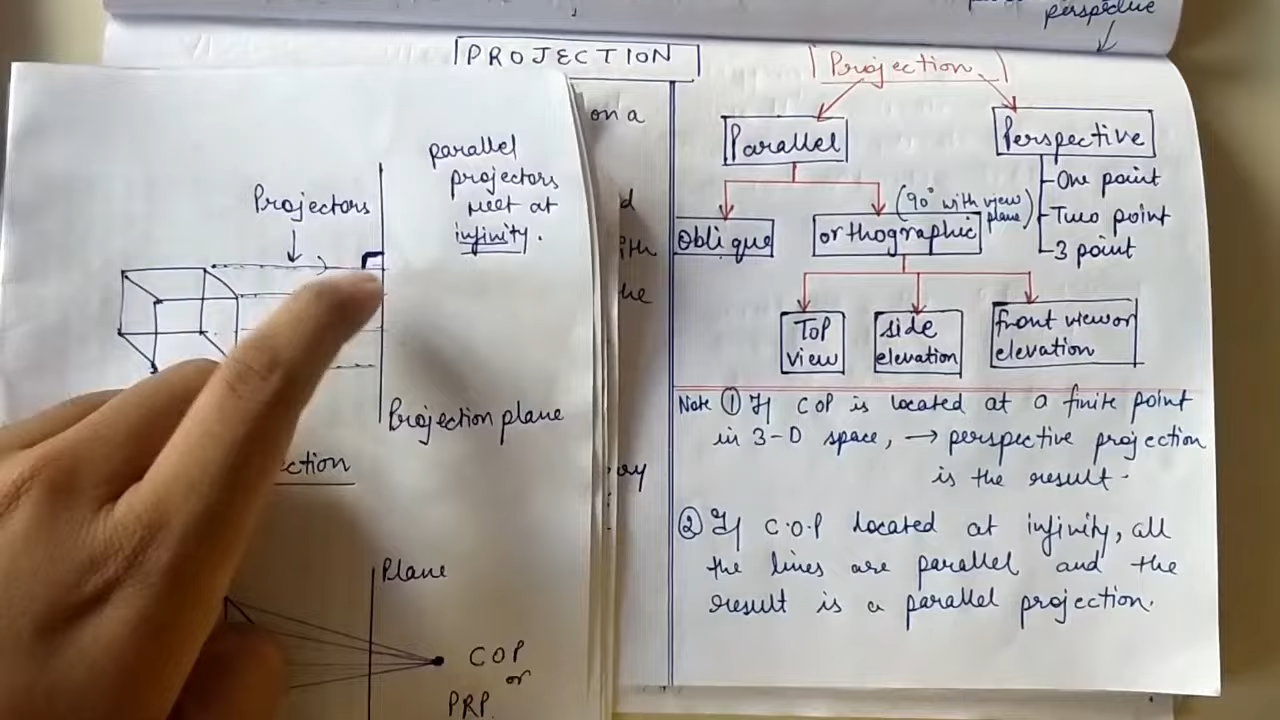 perspective
PROJECTION
on a
parallel
projectors
meet at
infinity.
Projectors
Projection plane
ection
Plane
COP
or
PRP.
Projection
Parallel
Perspective
One point
Two point
3 point
Oblique
orthographic
(90° with view
plane)
Top
view
side
elevation
front view or
elevation
Note ① If COP is located at a finite point
in 3-D space, → perspective projection
is the result.
② If C.O.P located at infinity, all
the lines are parallel and the
result is a parallel projection.